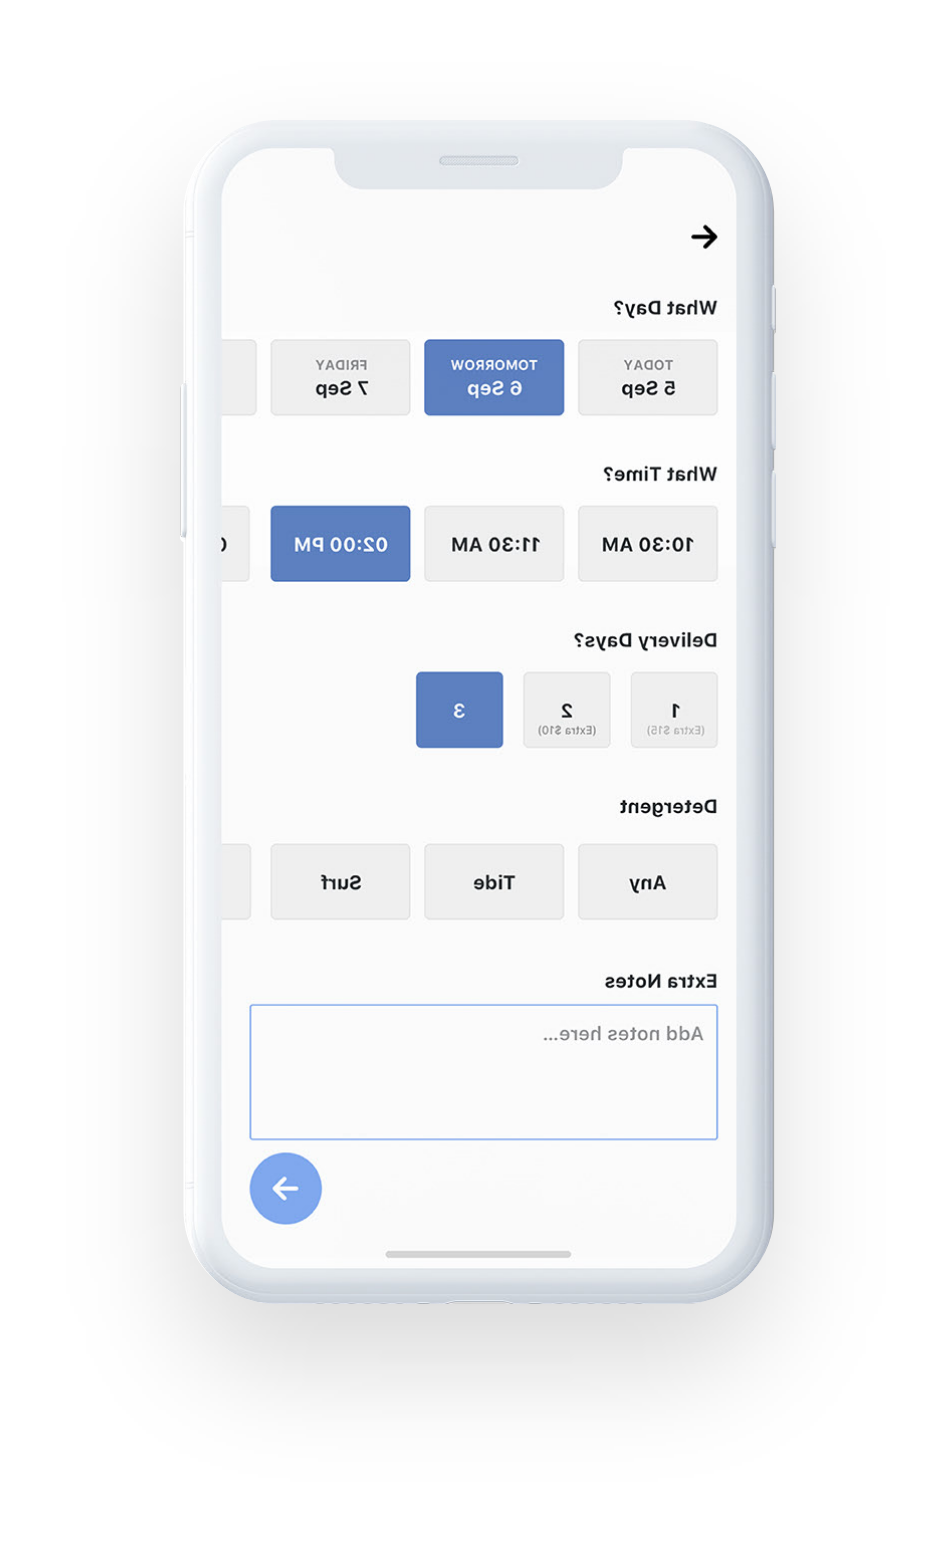 What Day?
TODAY TOMORROW FRIDAY
5 Sep 6 Sep 7 Sep
What Time?
10:30 AM 11:30 AM 02:00 PM
Delivery Days?
1 2 3
(Extra $15) (Extra $10)
Detergent
Any Tide Surf
Extra Notes
Add notes here...